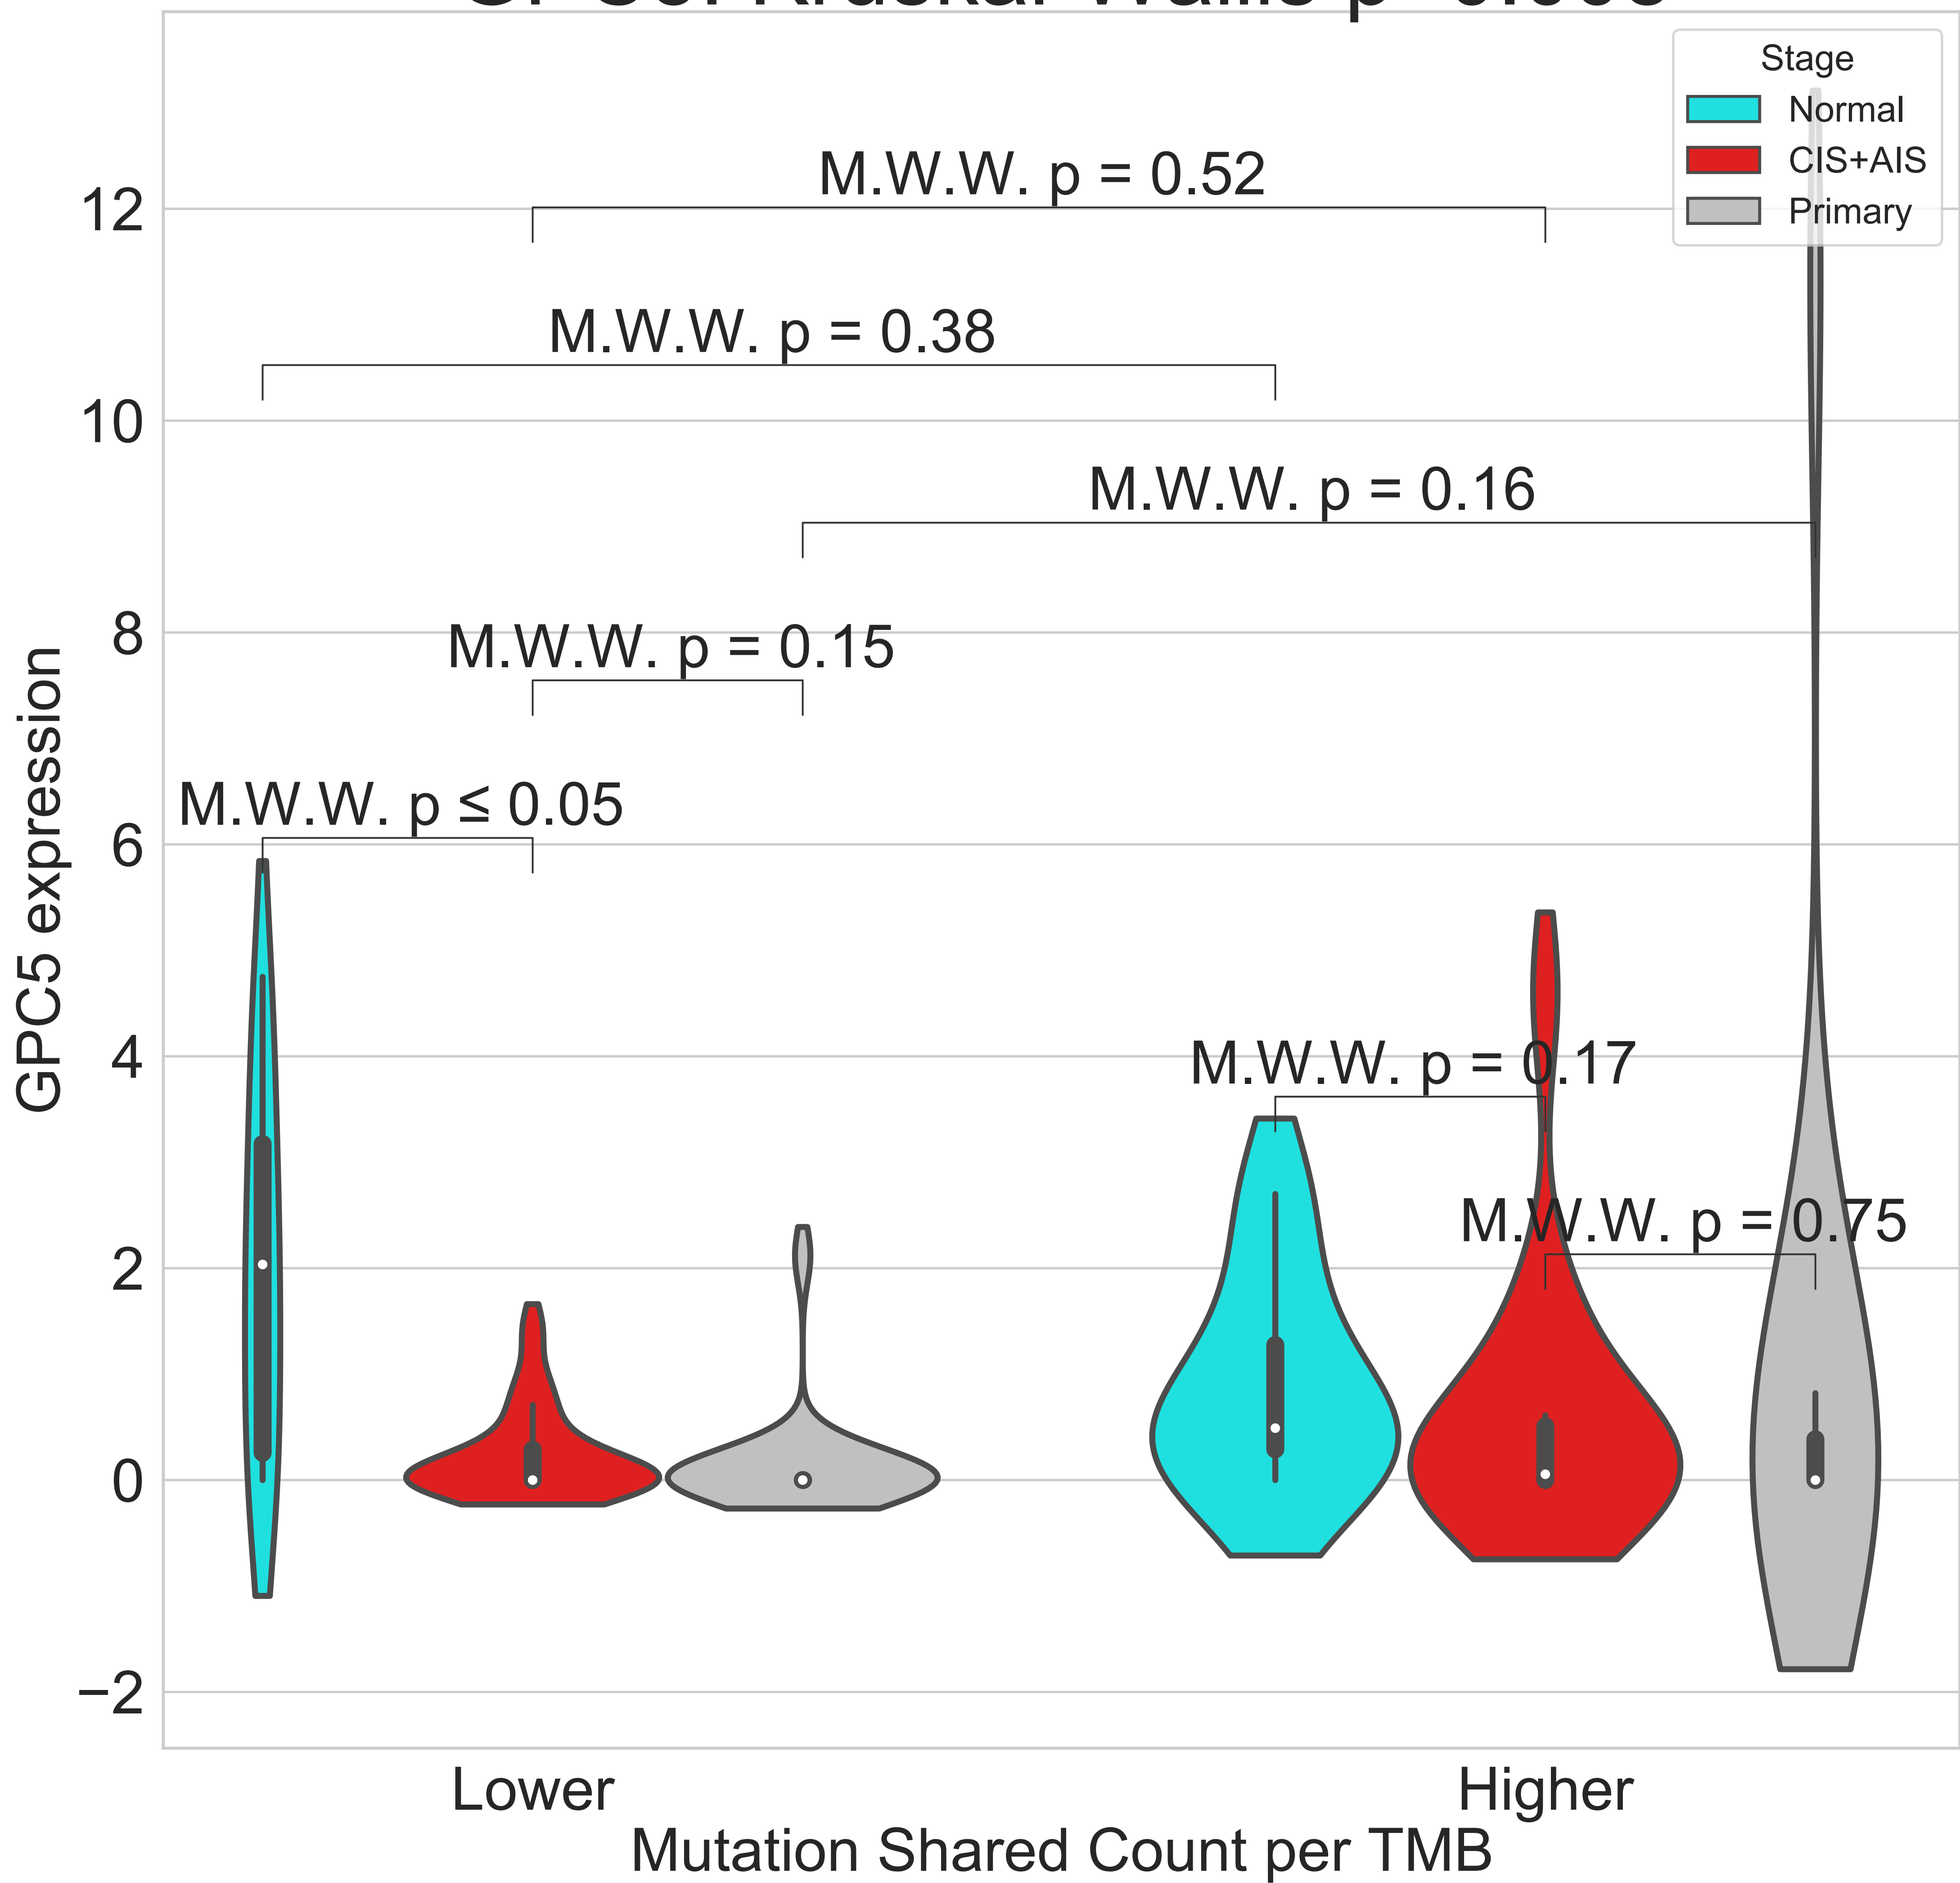 Stage
Normal
CIS+AIS
Primary
M.W.W. p = 0.52
M.W.W. p = 0.38
M.W.W. p = 0.16
M.W.W. p = 0.15
M.W.W. p ≤ 0.05
M.W.W. p = 0.17
M.W.W. p = 0.75
12
10
8
6
4
2
0
−2
GPC5 expression
Lower
Higher
Mutation Shared Count per TMB